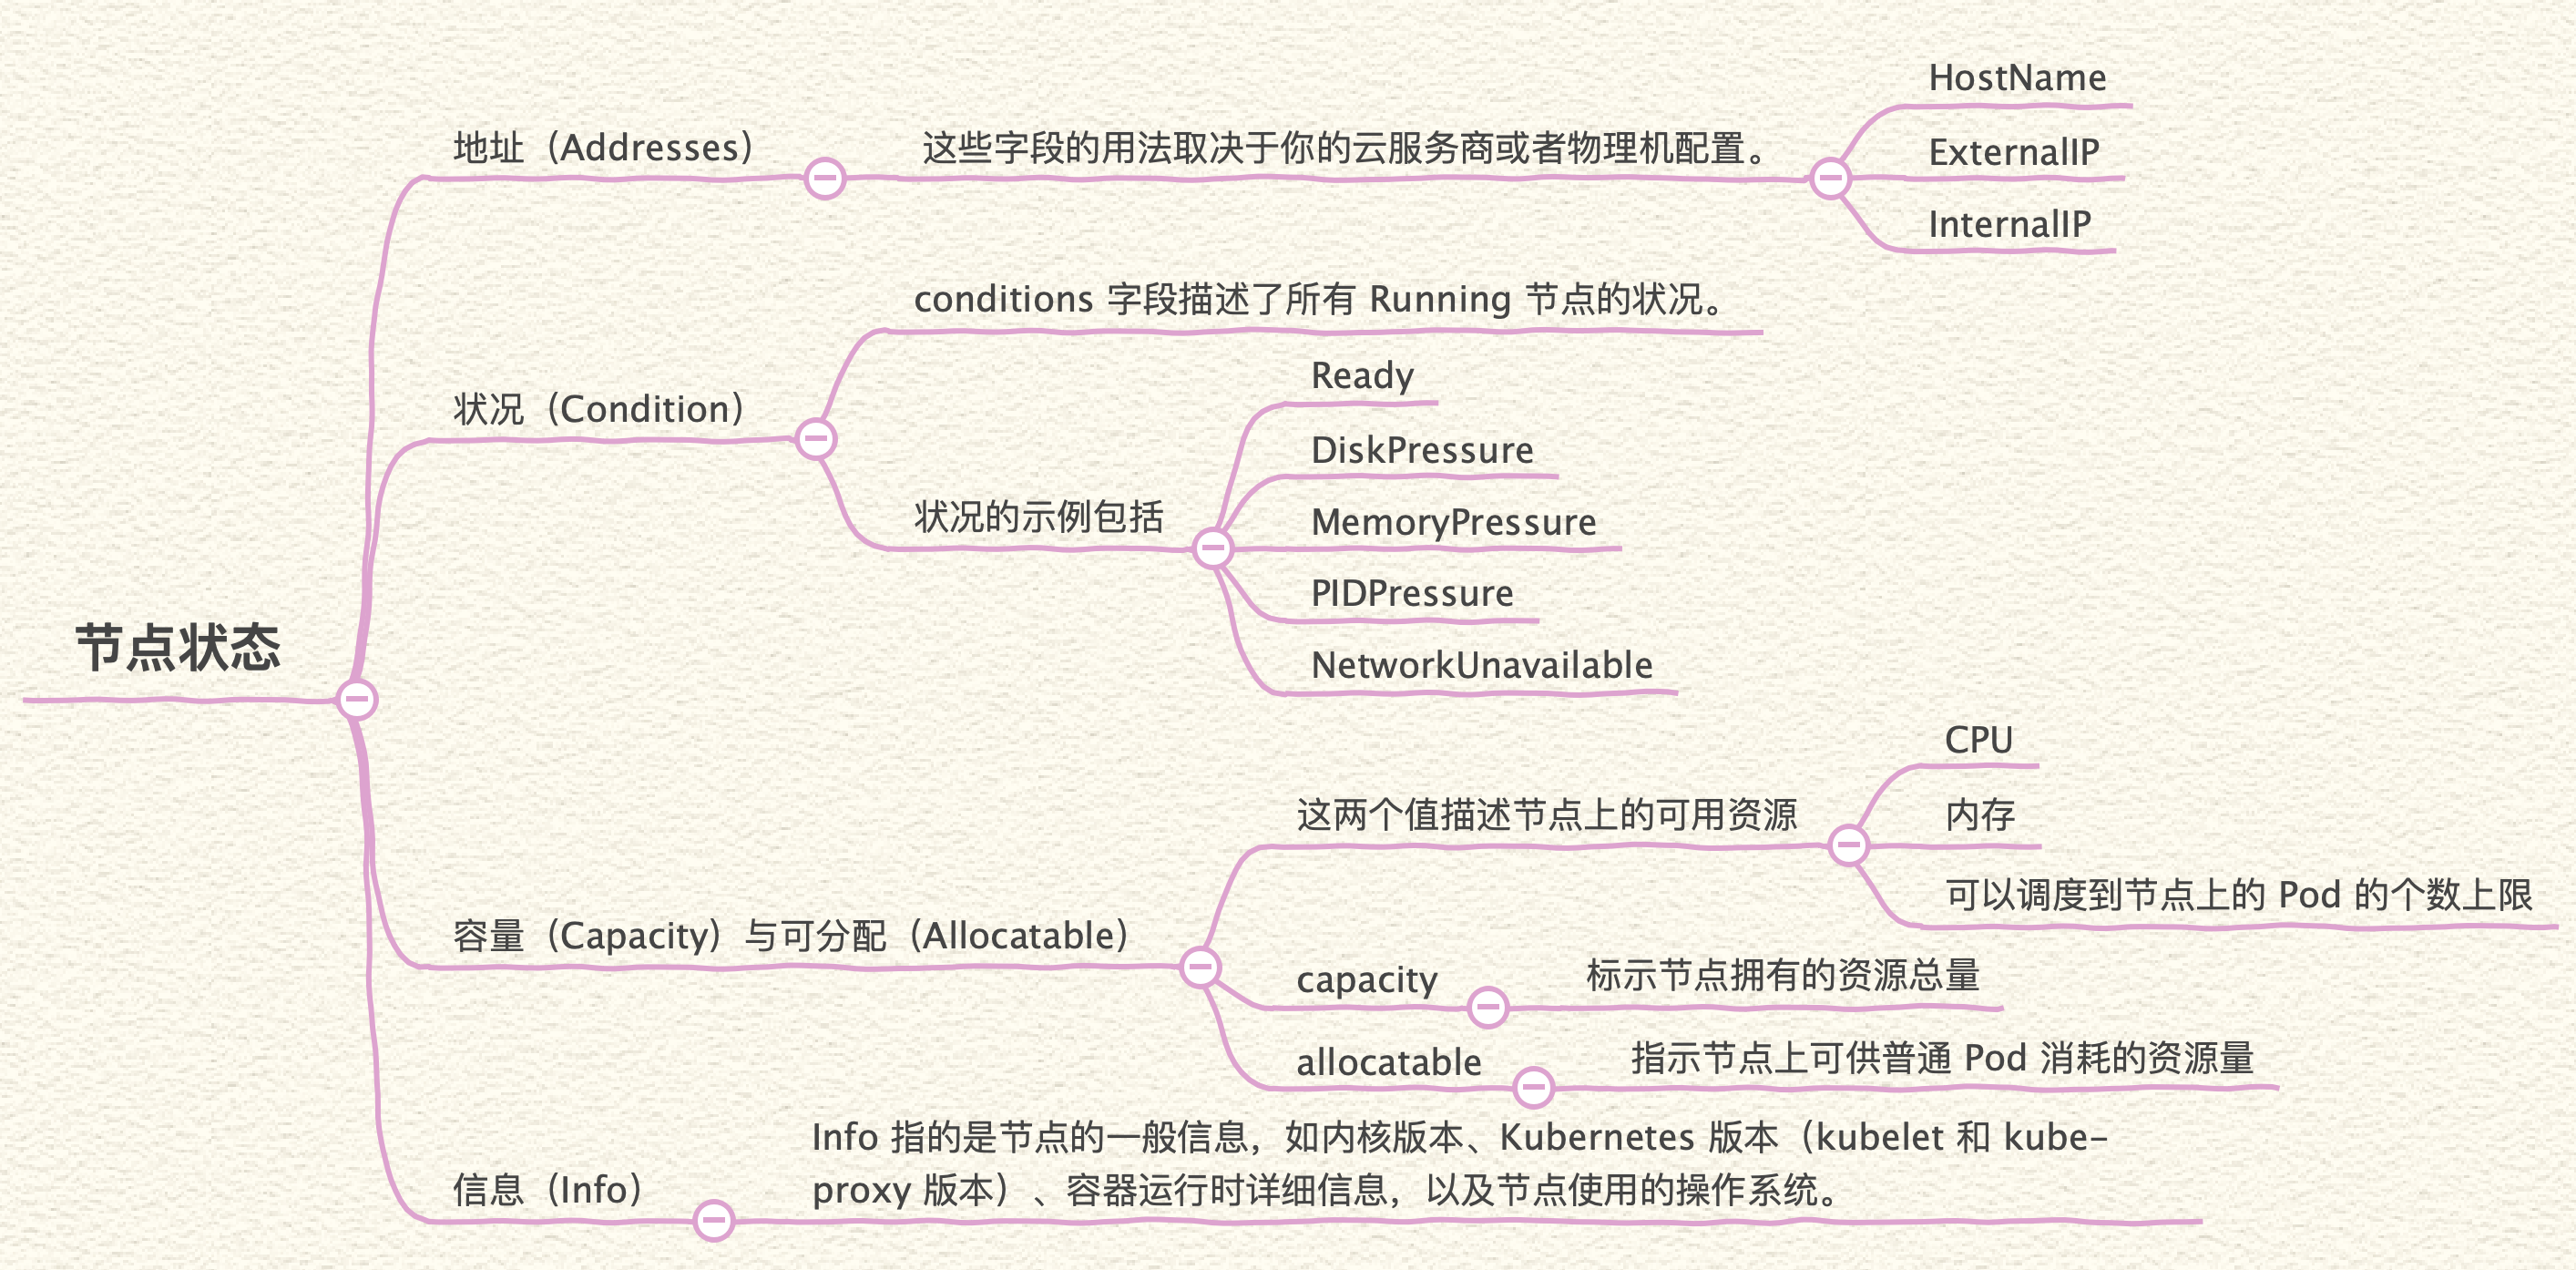 节点状态
地址（Addresses）
这些字段的用法取决于你的云服务商或者物理机配置。
HostName
ExternalIP
InternalIP
状况（Condition）
conditions 字段描述了所有 Running 节点的状况。
状况的示例包括
Ready
DiskPressure
MemoryPressure
PIDPressure
NetworkUnavailable
容量（Capacity）与可分配（Allocatable）
这两个值描述节点上的可用资源
CPU
内存
可以调度到节点上的 Pod 的个数上限
capacity
标示节点拥有的资源总量
allocatable
指示节点上可供普通 Pod 消耗的资源量
信息（Info）
Info 指的是节点的一般信息，如内核版本、Kubernetes 版本（kubelet 和 kube-
proxy 版本）、容器运行时详细信息，以及节点使用的操作系统。